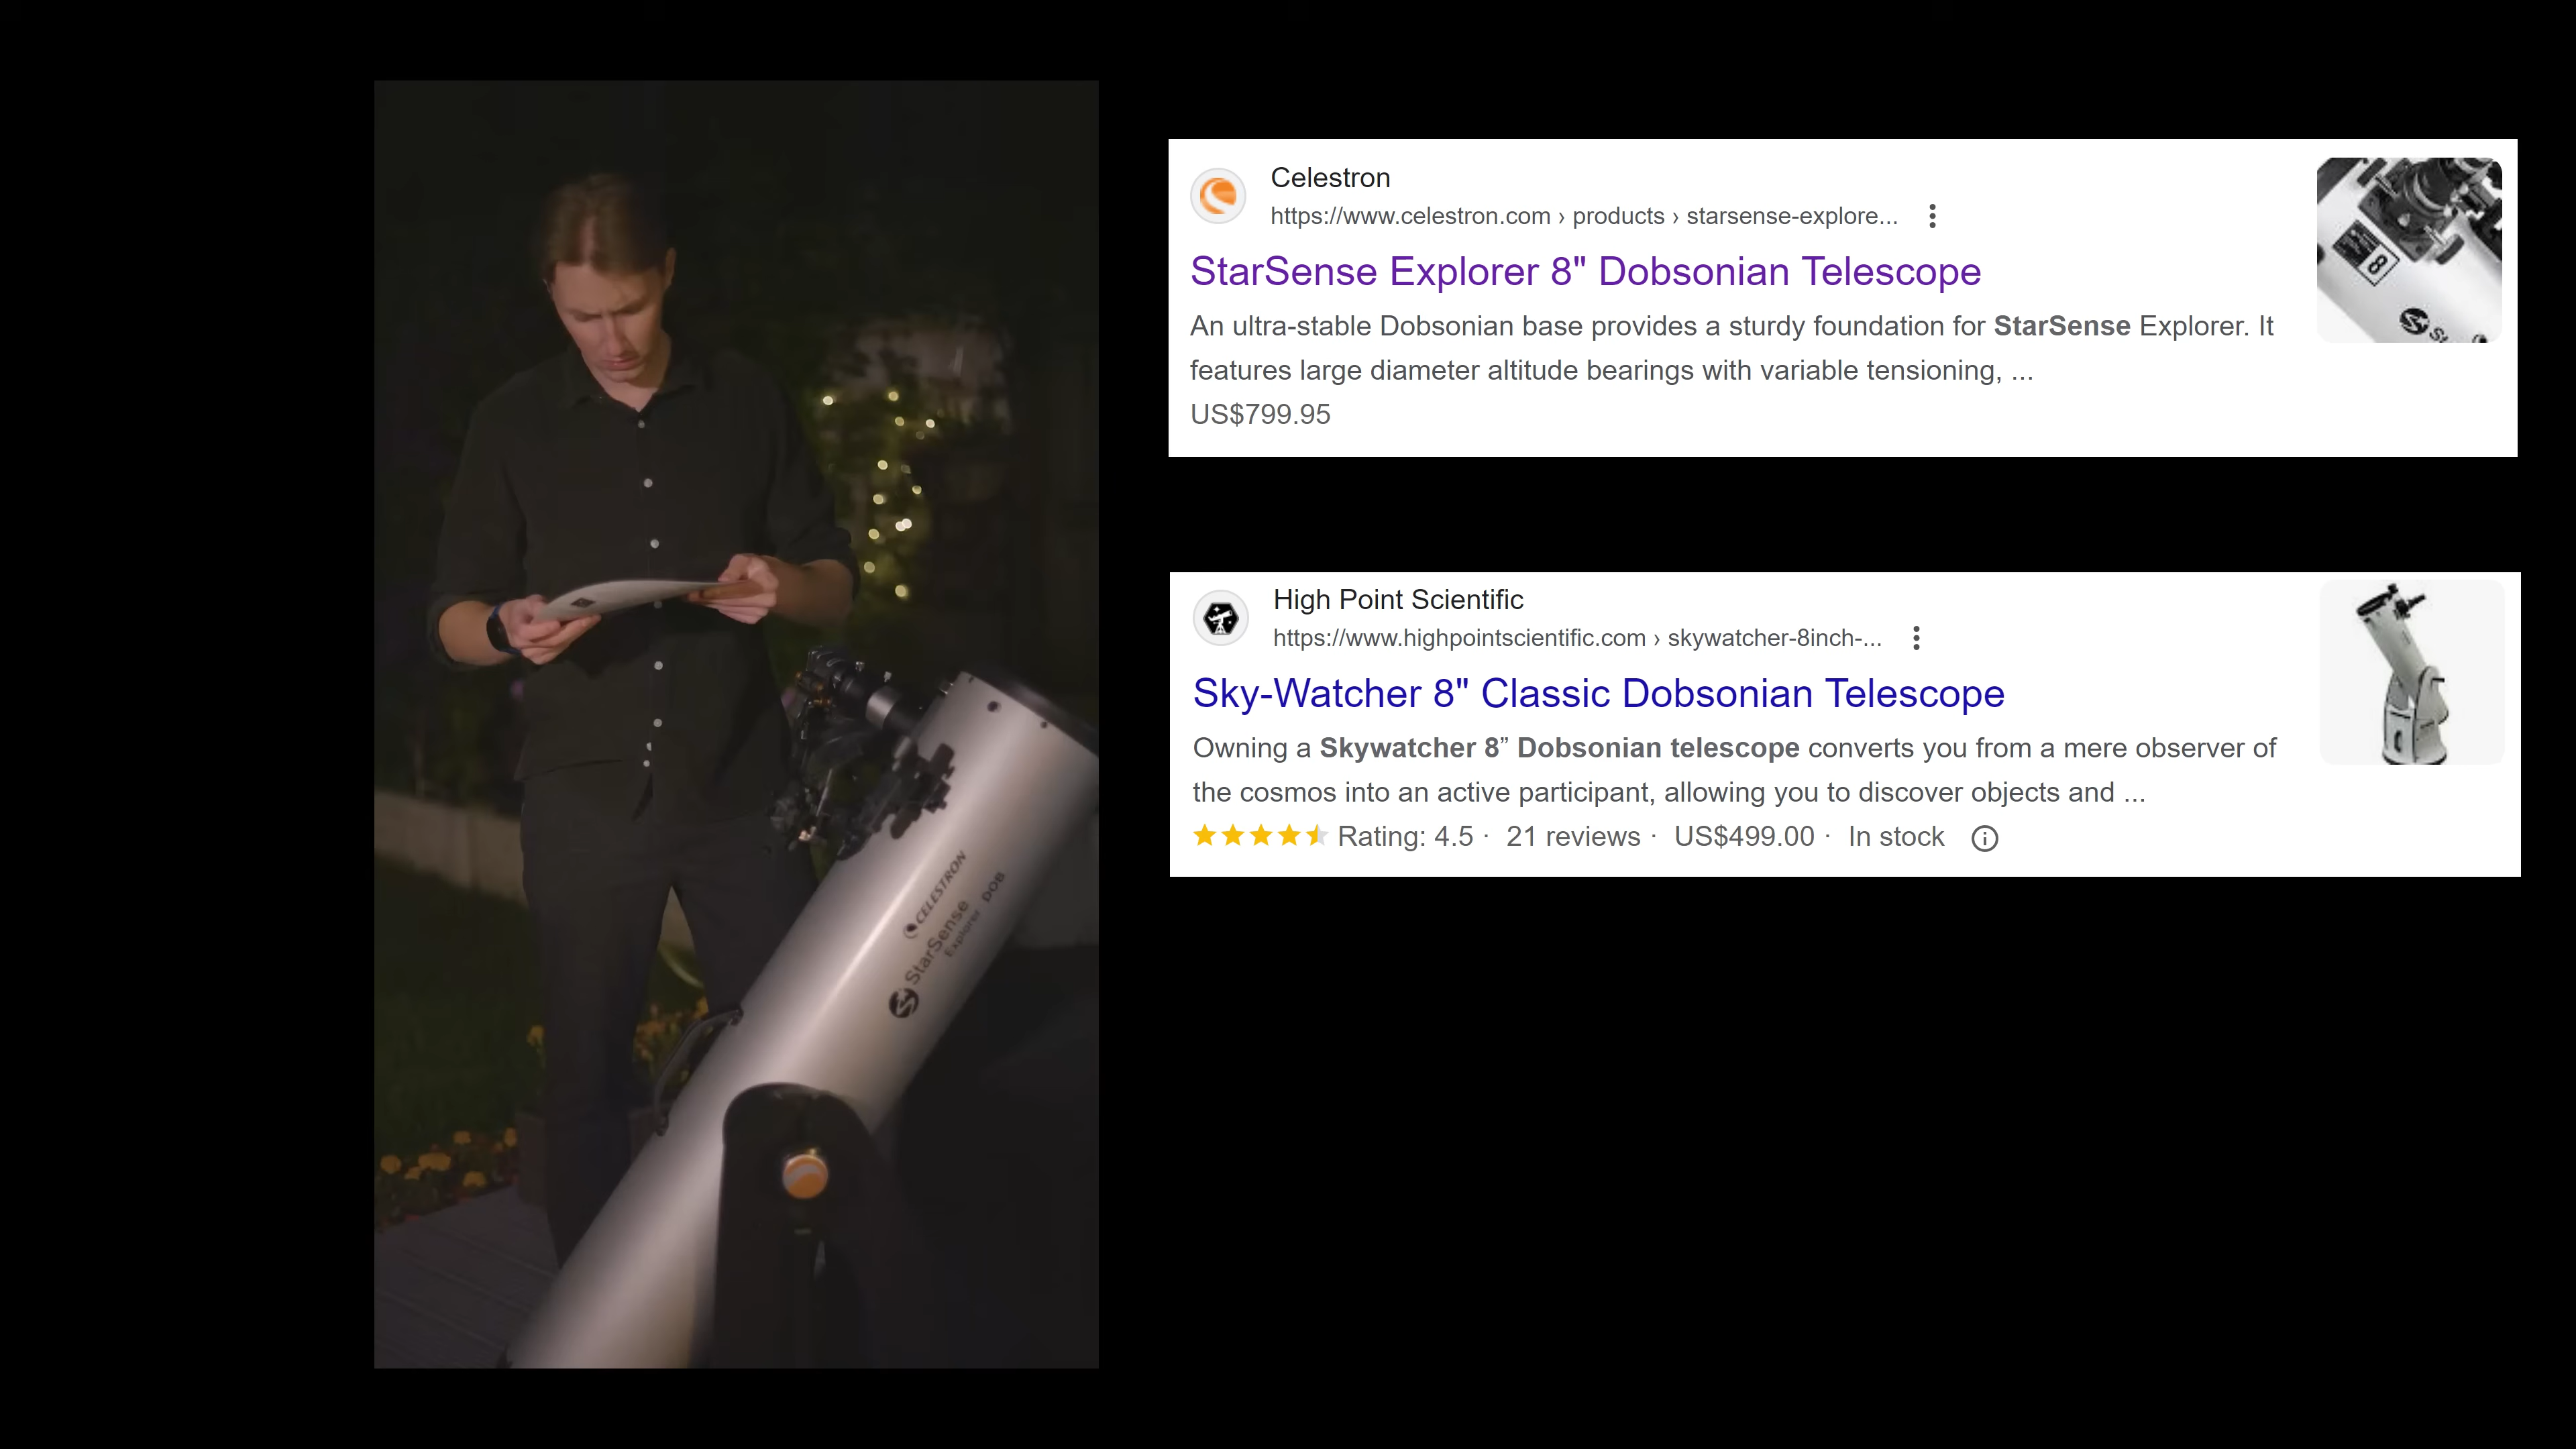 CELESTRON
StarSense
Explorer DOB
Celestron
https://www.celestron.com › products › starsense-explore...
StarSense Explorer 8" Dobsonian Telescope
An ultra-stable Dobsonian base provides a sturdy foundation for StarSense Explorer. It
features large diameter altitude bearings with variable tensioning, ...
US$799.95
8
High Point Scientific
https://www.highpointscientific.com › skywatcher-8inch-...
Sky-Watcher 8" Classic Dobsonian Telescope
Owning a Skywatcher 8” Dobsonian telescope converts you from a mere observer of
the cosmos into an active participant, allowing you to discover objects and ...
Rating: 4.5 · 21 reviews · US$499.00 · In stock